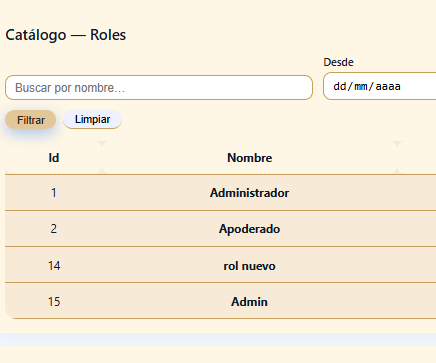 Catálogo — Roles
Desde
Buscar por nombre...
dd/mm/aaaa
Filtrar
Limpiar
Id
Nombre
1
Administrador
2
Apoderado
14
rol nuevo
15
Admin